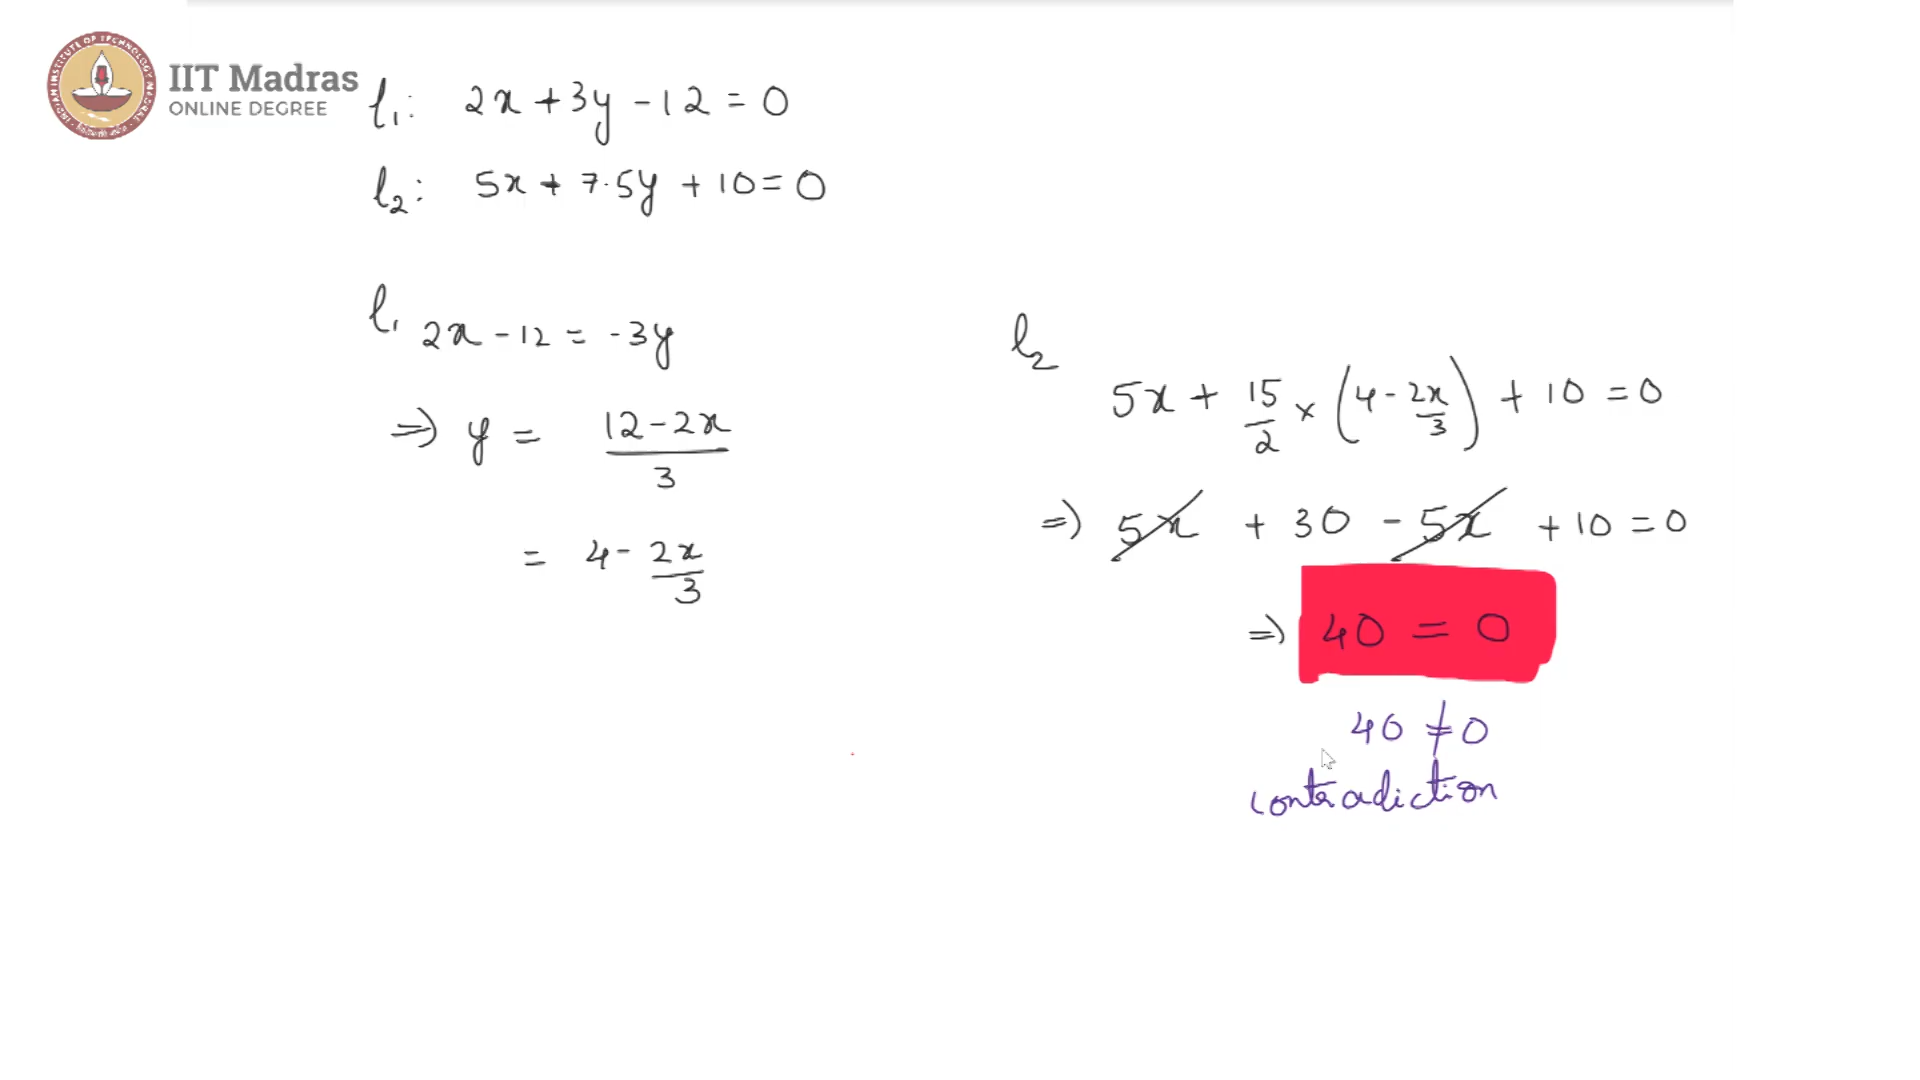 IIT Madras
ONLINE DEGREE
l₁: 2x + 3y - 12 = 0
l₂: 5x + 7.5y + 10 = 0
l₁ 2x - 12 = -3y
⇒ y = (12 - 2x)/3
= 4 - 2x/3
l₂
5x + 15/2 × (4 - 2x/3) + 10 = 0
⇒ 5x + 30 - 5x + 10 = 0
⇒ 40 = 0
40 ≠ 0
contradiction